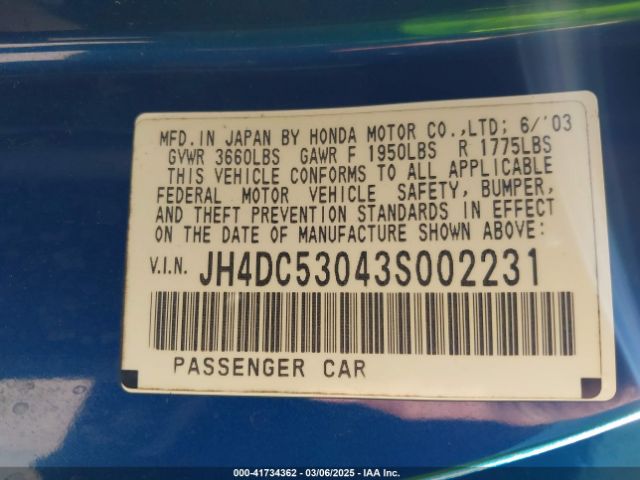 MFD.IN JAPAN BY HONDA MOTOR CO.,LTD; 6/'03
GVWR 3660LBS GAWR F 1950LBS R 1775LBS
THIS VEHICLE CONFORMS TO ALL APPLICABLE
FEDERAL MOTOR VEHICLE SAFETY, BUMPER,
AND THEFT PREVENTION STANDARDS IN EFFECT
ON THE DATE OF MANUFACTURE SHOWN ABOVE:
V.I.N. JH4DC53043S002231
PASSENGER CAR
000-41734362 | 03/06/2025 - IAA Inc.